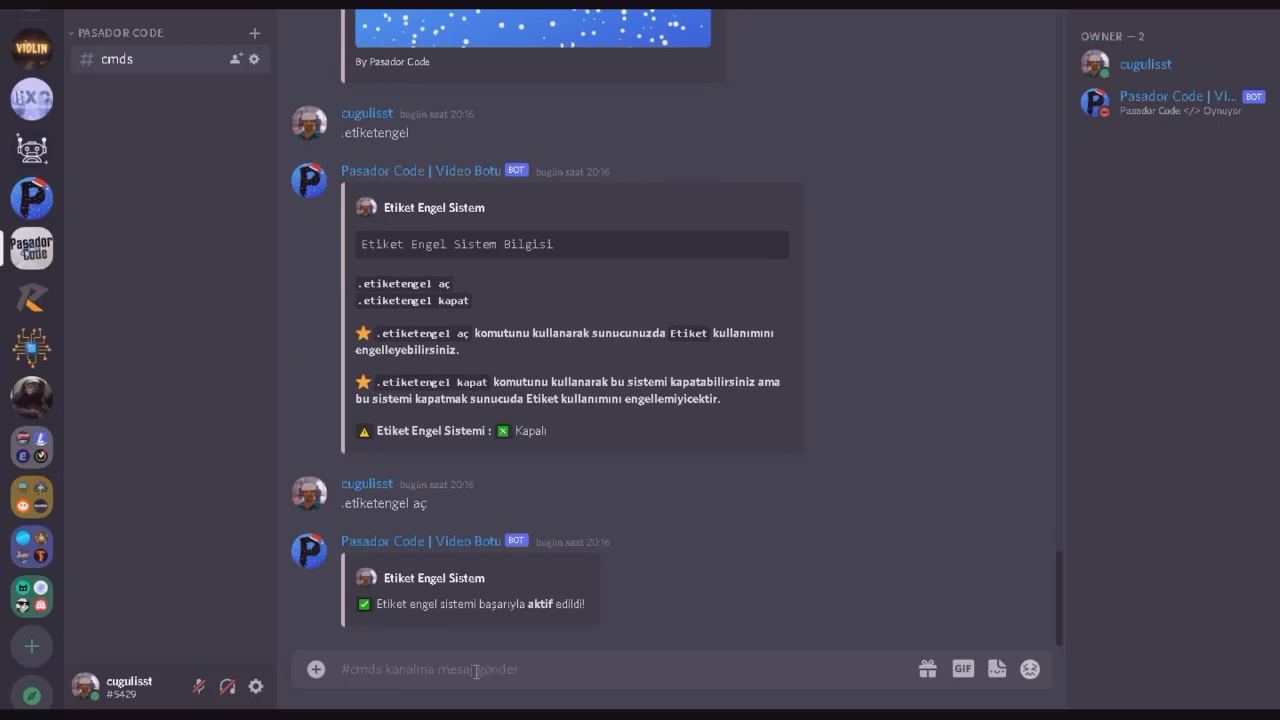 VIOLIN
Pasador
Code
PASADOR CODE
cmds
cugulisst
#5429
By Pasador Code
cugulisst bugün saat 20:16
.etiketengel
Pasador Code | Video Botu BOT bugün saat 20:16
Etiket Engel Sistem
Etiket Engel Sistem Bilgisi
.etiketengel aç
.etiketengel kapat
.etiketengel aç komutunu kullanarak sunucunuzda Etiket kullanımını
engelleyebilirsiniz.
.etiketengel kapat komutunu kullanarak bu sistemi kapatabilirsiniz ama
bu sistemi kapatmak sunucuda Etiket kullanımını engellemiyicektir.
Etiket Engel Sistemi : Kapalı
cugulisst bugün saat 20:16
.etiketengel aç
Pasador Code | Video Botu BOT bugün saat 20:16
Etiket Engel Sistem
Etiket engel sistemi başarıyla aktif edildi!
#cmds kanalına mesaj gönder
GIF
OWNER — 2
cugulisst
Pasador Code | Vi... BOT
Pasador Code </> Oynuyor